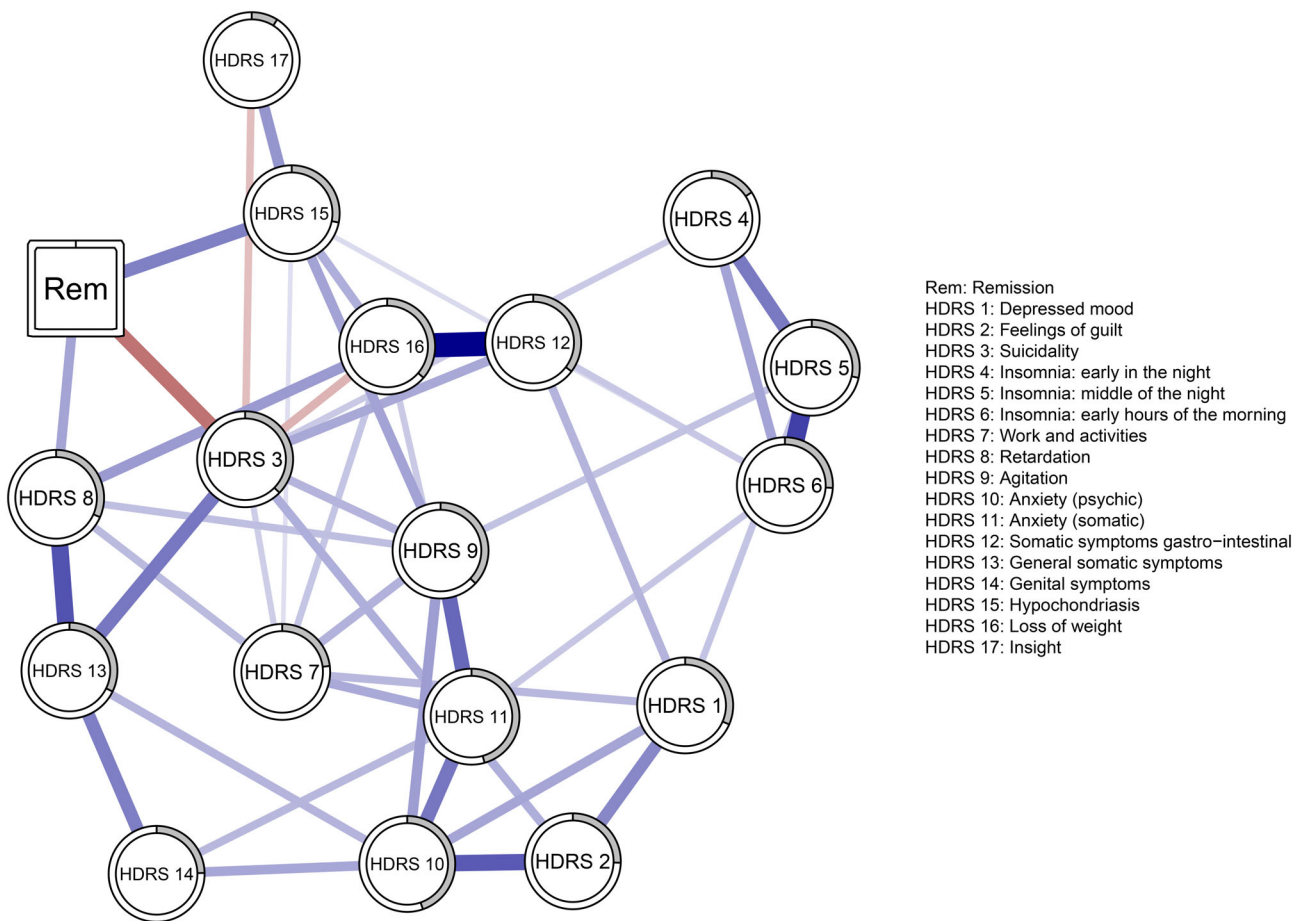 HDRS 17
HDRS 15
HDRS 4
Rem
HDRS 16
HDRS 12
HDRS 5
HDRS 3
HDRS 8
HDRS 6
HDRS 9
HDRS 13
HDRS 7
HDRS 11
HDRS 1
HDRS 14
HDRS 10
HDRS 2
Rem: Remission
HDRS 1: Depressed mood
HDRS 2: Feelings of guilt
HDRS 3: Suicidality
HDRS 4: Insomnia: early in the night
HDRS 5: Insomnia: middle of the night
HDRS 6: Insomnia: early hours of the morning
HDRS 7: Work and activities
HDRS 8: Retardation
HDRS 9: Agitation
HDRS 10: Anxiety (psychic)
HDRS 11: Anxiety (somatic)
HDRS 12: Somatic symptoms gastro−intestinal
HDRS 13: General somatic symptoms
HDRS 14: Genital symptoms
HDRS 15: Hypochondriasis
HDRS 16: Loss of weight
HDRS 17: Insight